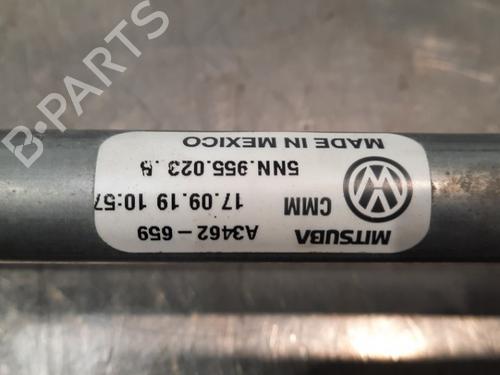 MITSUBA
A3462-659
CMM
17.09.19 10:57
5NN.955.023.B
MADE IN MEXICO
B-PARTS